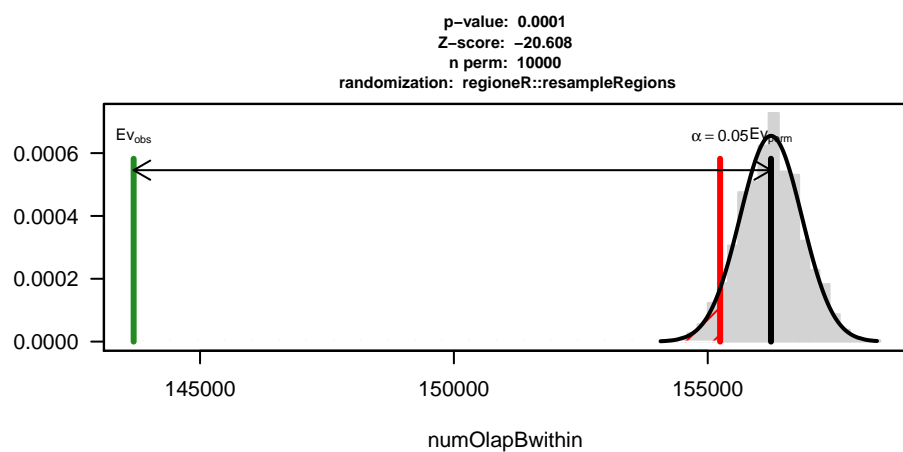 p-value: 0.0001
Z-score: -20.608
n perm: 10000
randomization: regioneR::resampleRegions
Evobs
α = 0.05
Evperm
0.0006
0.0004
0.0002
0.0000
145000 150000 155000
numOlapBwithin